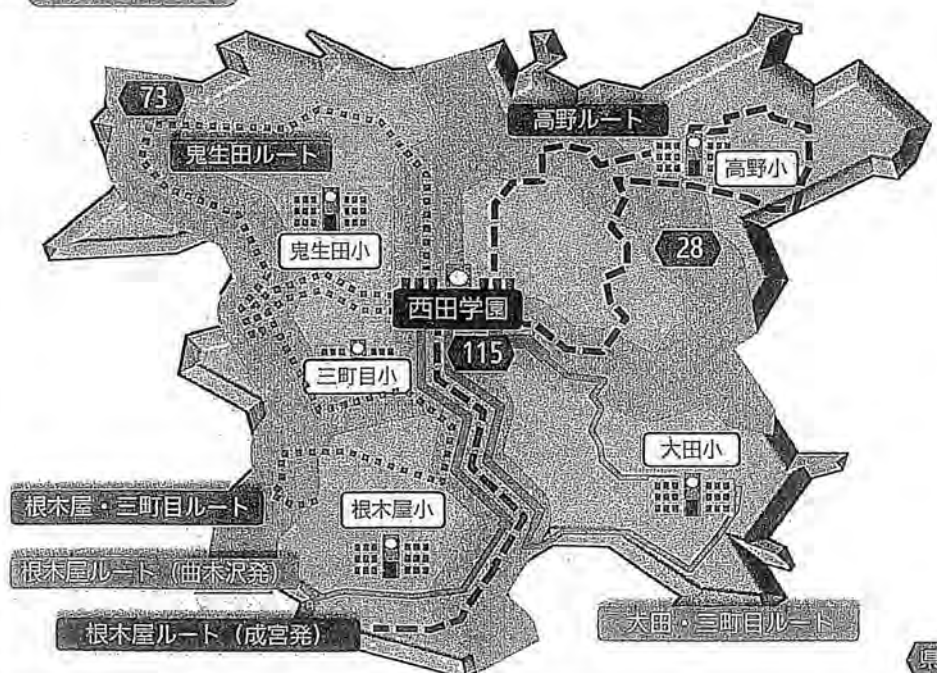 73
高野ルート
鬼生田ルート
高野小
鬼生田小
28
西田学園
115
三町目小
大田小
根木屋・三町目ルート
根木屋小
根木屋ルート（曲木沢発）
根木屋ルート（成宮発）
大田・三町目ルート
県